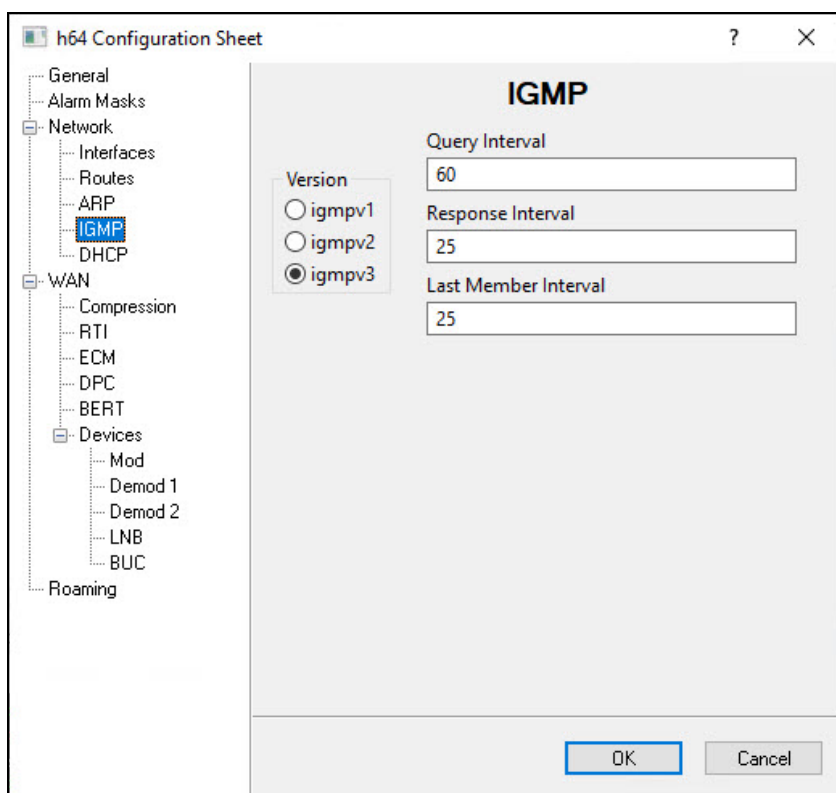 h64 Configuration Sheet
?
General
Alarm Masks
Network
Interfaces
Routes
ARP
IGMP
DHCP
WAN
Compression
RTI
ECM
DPC
BERT
Devices
Mod
Demod 1
Demod 2
LNB
BUC
Roaming
IGMP
Version
igmpv1
igmpv2
igmpv3
Query Interval
60
Response Interval
25
Last Member Interval
25
OK
Cancel